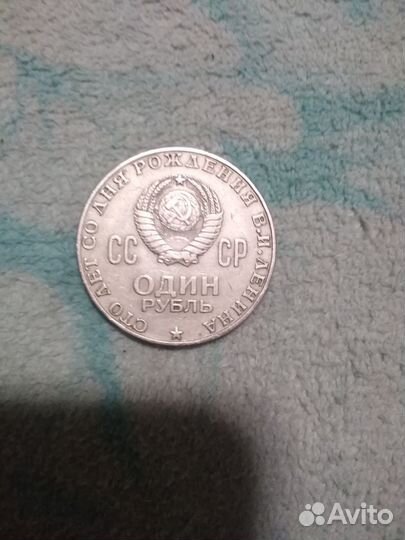 СТО ЛЕТ СО ДНЯ РОЖДЕНИЯ В.И.ЛЕНИНА
СС СР
ОДИН
РУБЛЬ
Avito